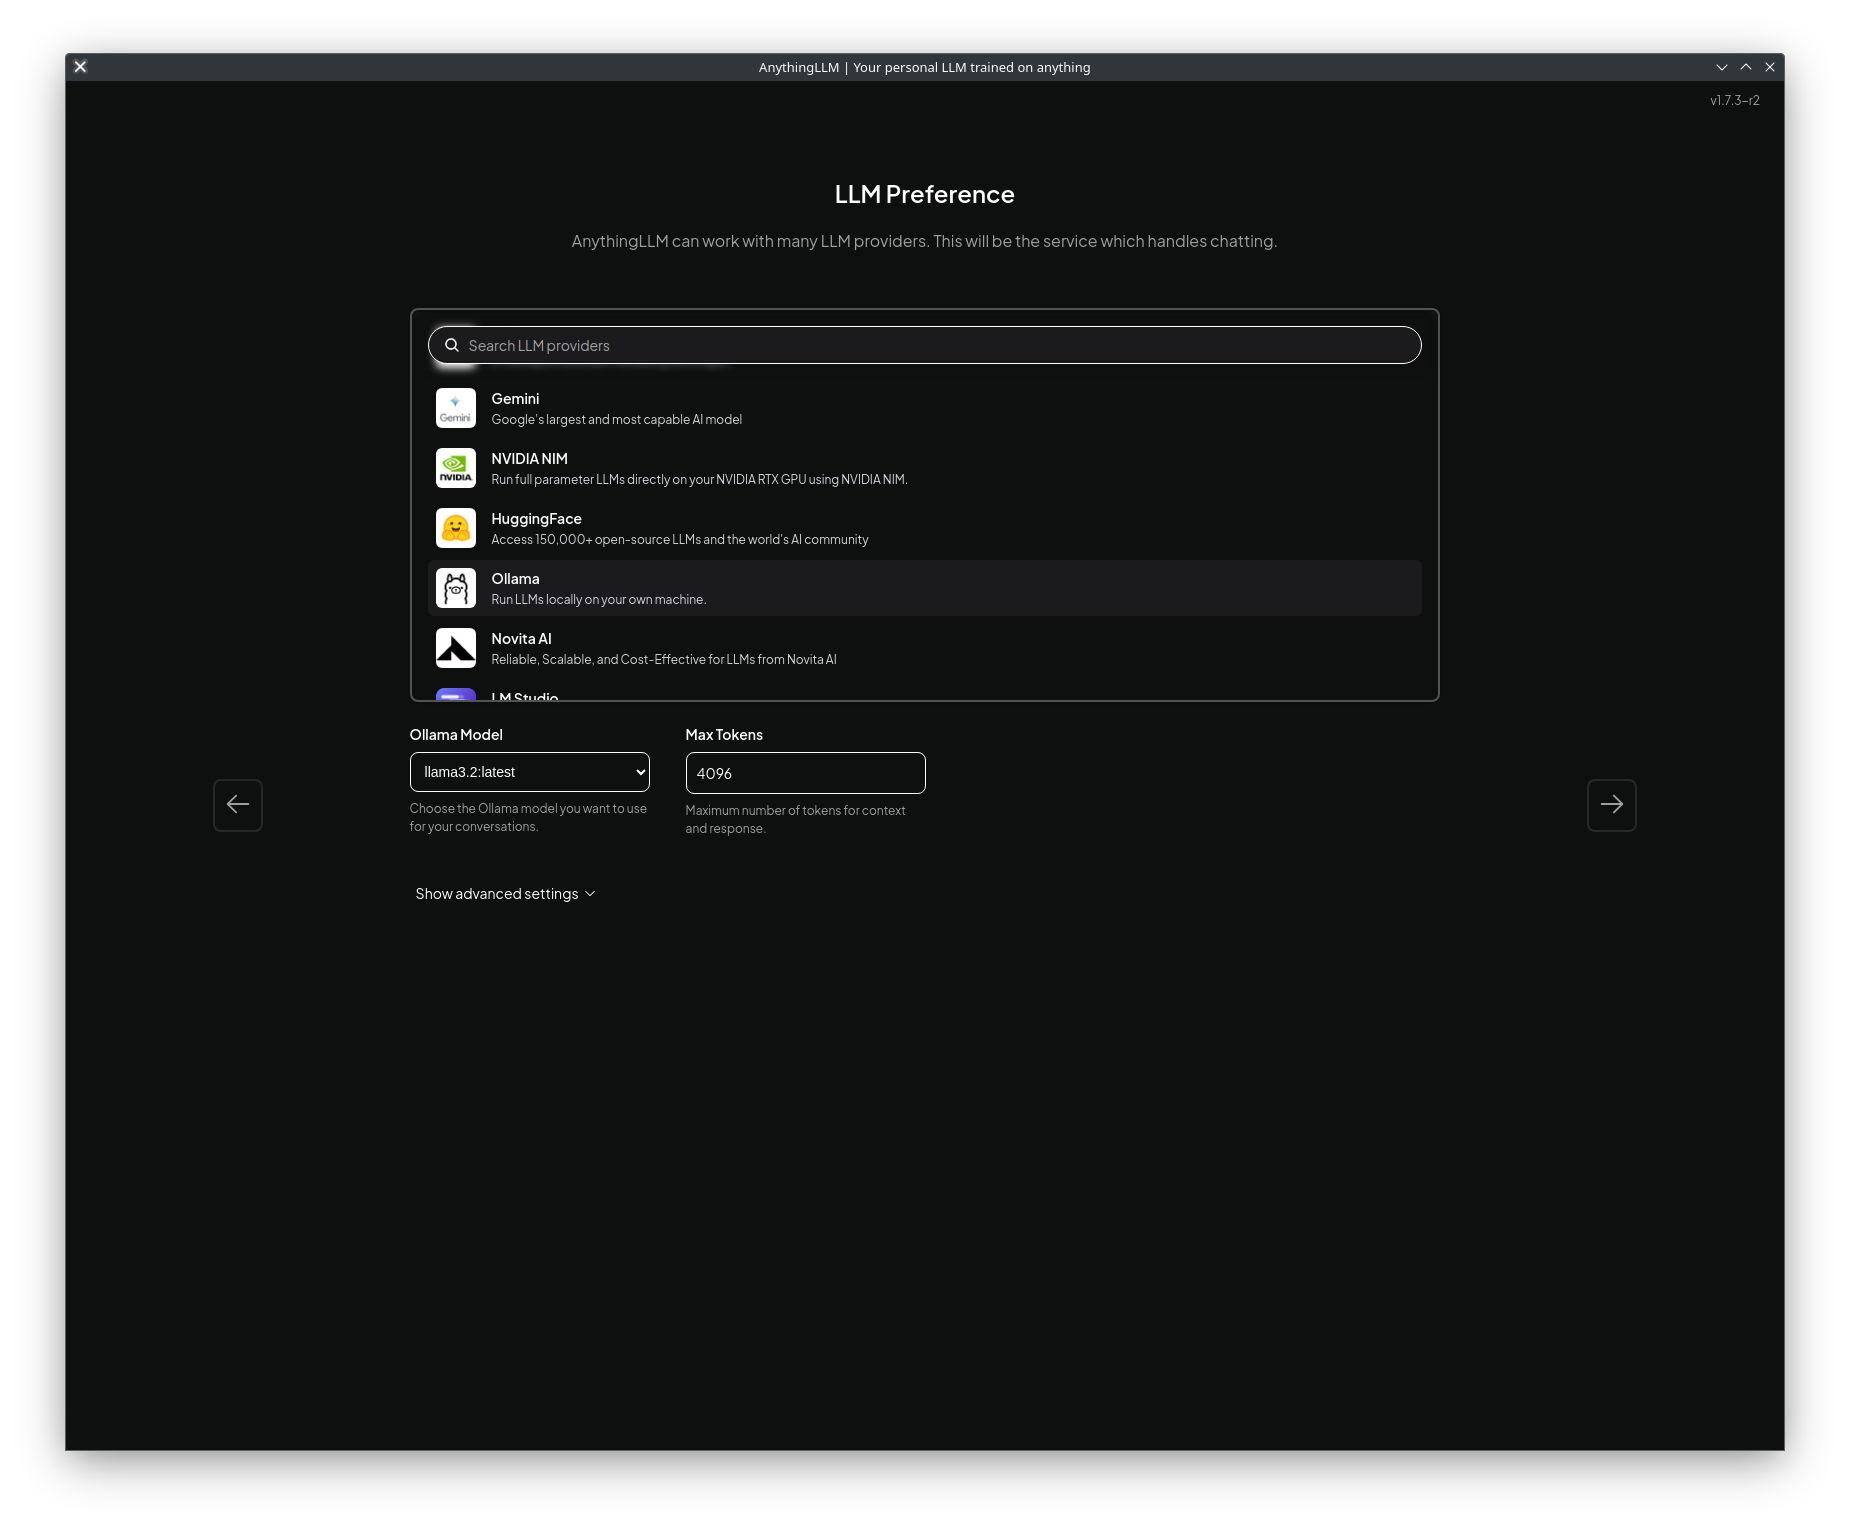 AnythingLLM | Your personal LLM trained on anything
v1.7.3-r2
LLM Preference
AnythingLLM can work with many LLM providers. This will be the service which handles chatting.
Search LLM providers
Gemini
Gemini
Google's largest and most capable AI model
NVIDIA
NVIDIA NIM
Run full parameter LLMs directly on your NVIDIA RTX GPU using NVIDIA NIM.
HuggingFace
Access 150,000+ open-source LLMs and the world's AI community
Ollama
Run LLMs locally on your own machine.
Novita AI
Reliable, Scalable, and Cost-Effective for LLMs from Novita AI
LM Studio
Ollama Model
Max Tokens
llama3.2:latest
4096
Choose the Ollama model you want to use
for your conversations.
Maximum number of tokens for context
and response.
Show advanced settings